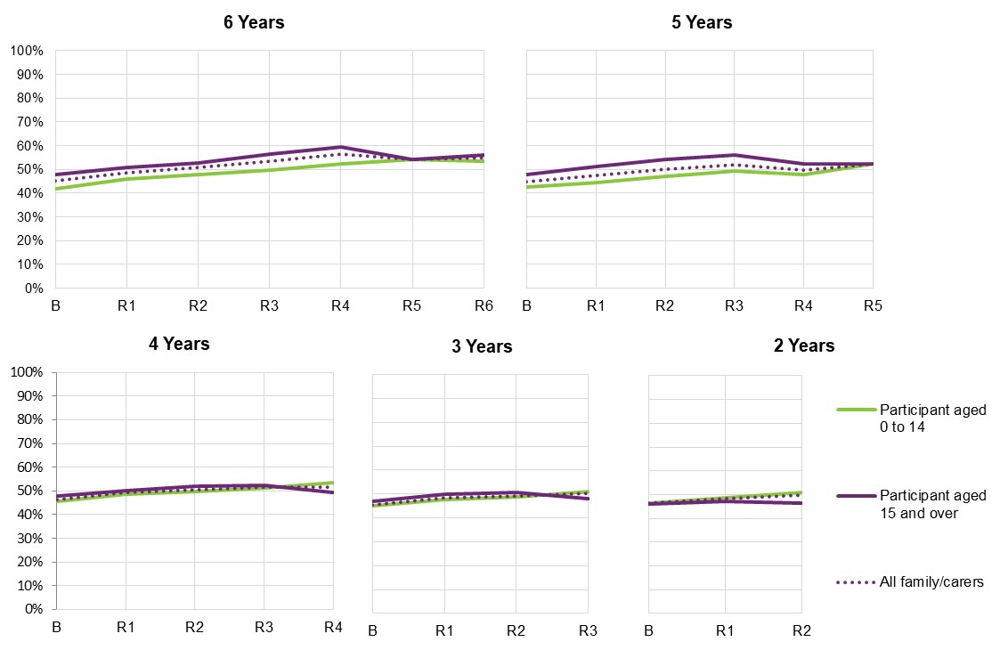 6 Years
5 Years
100%
90%
80%
70%
60%
50%
40%
30%
20%
10%
0%
B R1 R2 R3 R4 R5 R6
B R1 R2 R3 R4 R5
4 Years
3 Years
2 Years
100%
90%
80%
70%
60%
50%
40%
30%
20%
10%
0%
B R1 R2 R3 R4
B R1 R2 R3
B R1 R2
Participant aged
0 to 14
Participant aged
15 and over
All family/carers